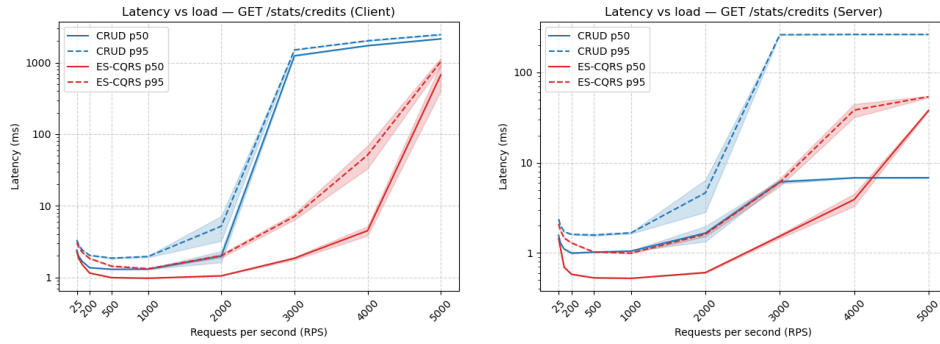 Latency vs load — GET /stats/credits (Client)
CRUD p50
CRUD p95
ES-CQRS p50
ES-CQRS p95
Latency (ms)
1000
100
10
1
25
200
500
1000
2000
3000
4000
5000
Requests per second (RPS)
Latency vs load — GET /stats/credits (Server)
CRUD p50
CRUD p95
ES-CQRS p50
ES-CQRS p95
Latency (ms)
100
10
1
25
200
500
1000
2000
3000
4000
5000
Requests per second (RPS)